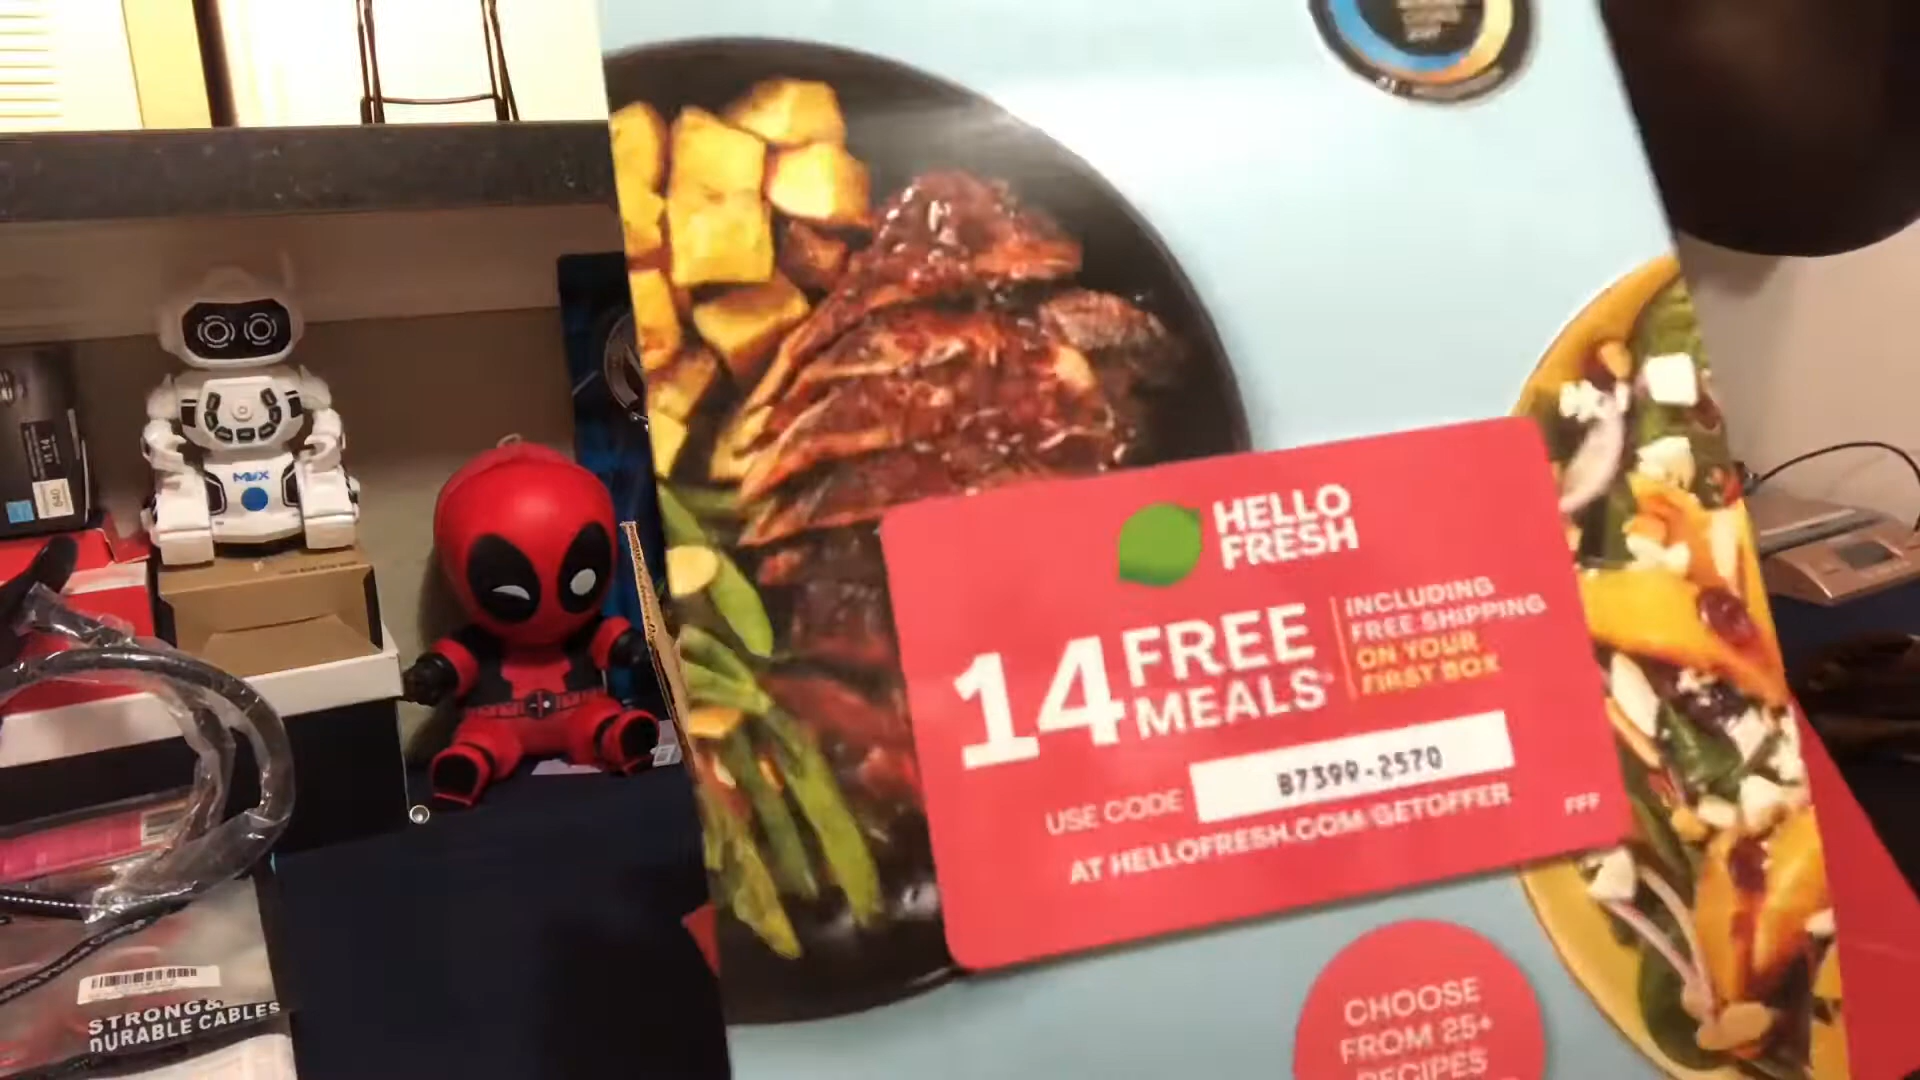 HELLO
FRESH
14 FREE
MEALS
INCLUDING
FREE SHIPPING
ON YOUR
FIRST BOX
USE CODE B7399-2570
AT HELLOFRESH.COM/GETOFFER
FFF
CHOOSE
FROM 25+
RECIPES
STRONG&
DURABLE CABLES